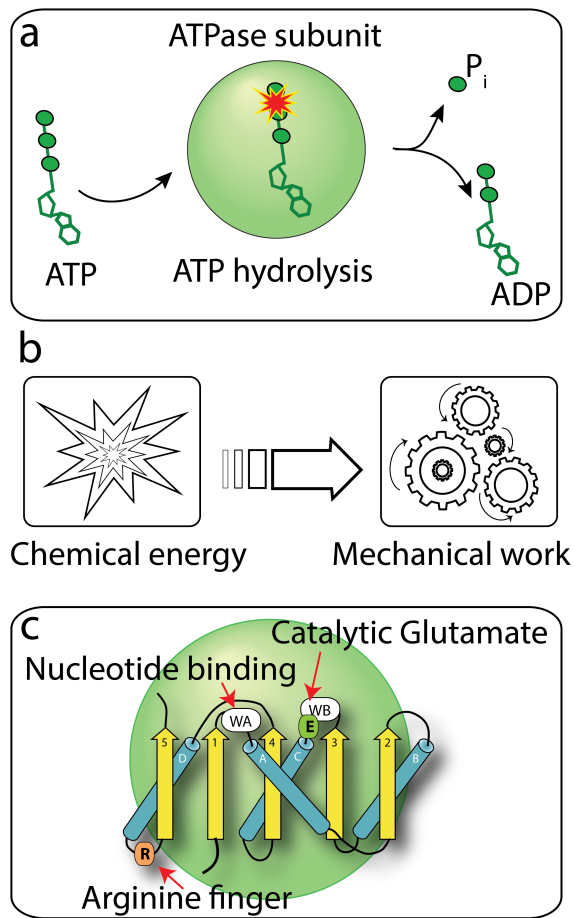 a
ATPase subunit
P
i
ATP
ATP hydrolysis
ADP
b
Chemical energy
Mechanical work
c
Catalytic Glutamate
Nucleotide binding
WA
WB
E
5
D
1
4
A
C
3
2
B
R
Arginine finger